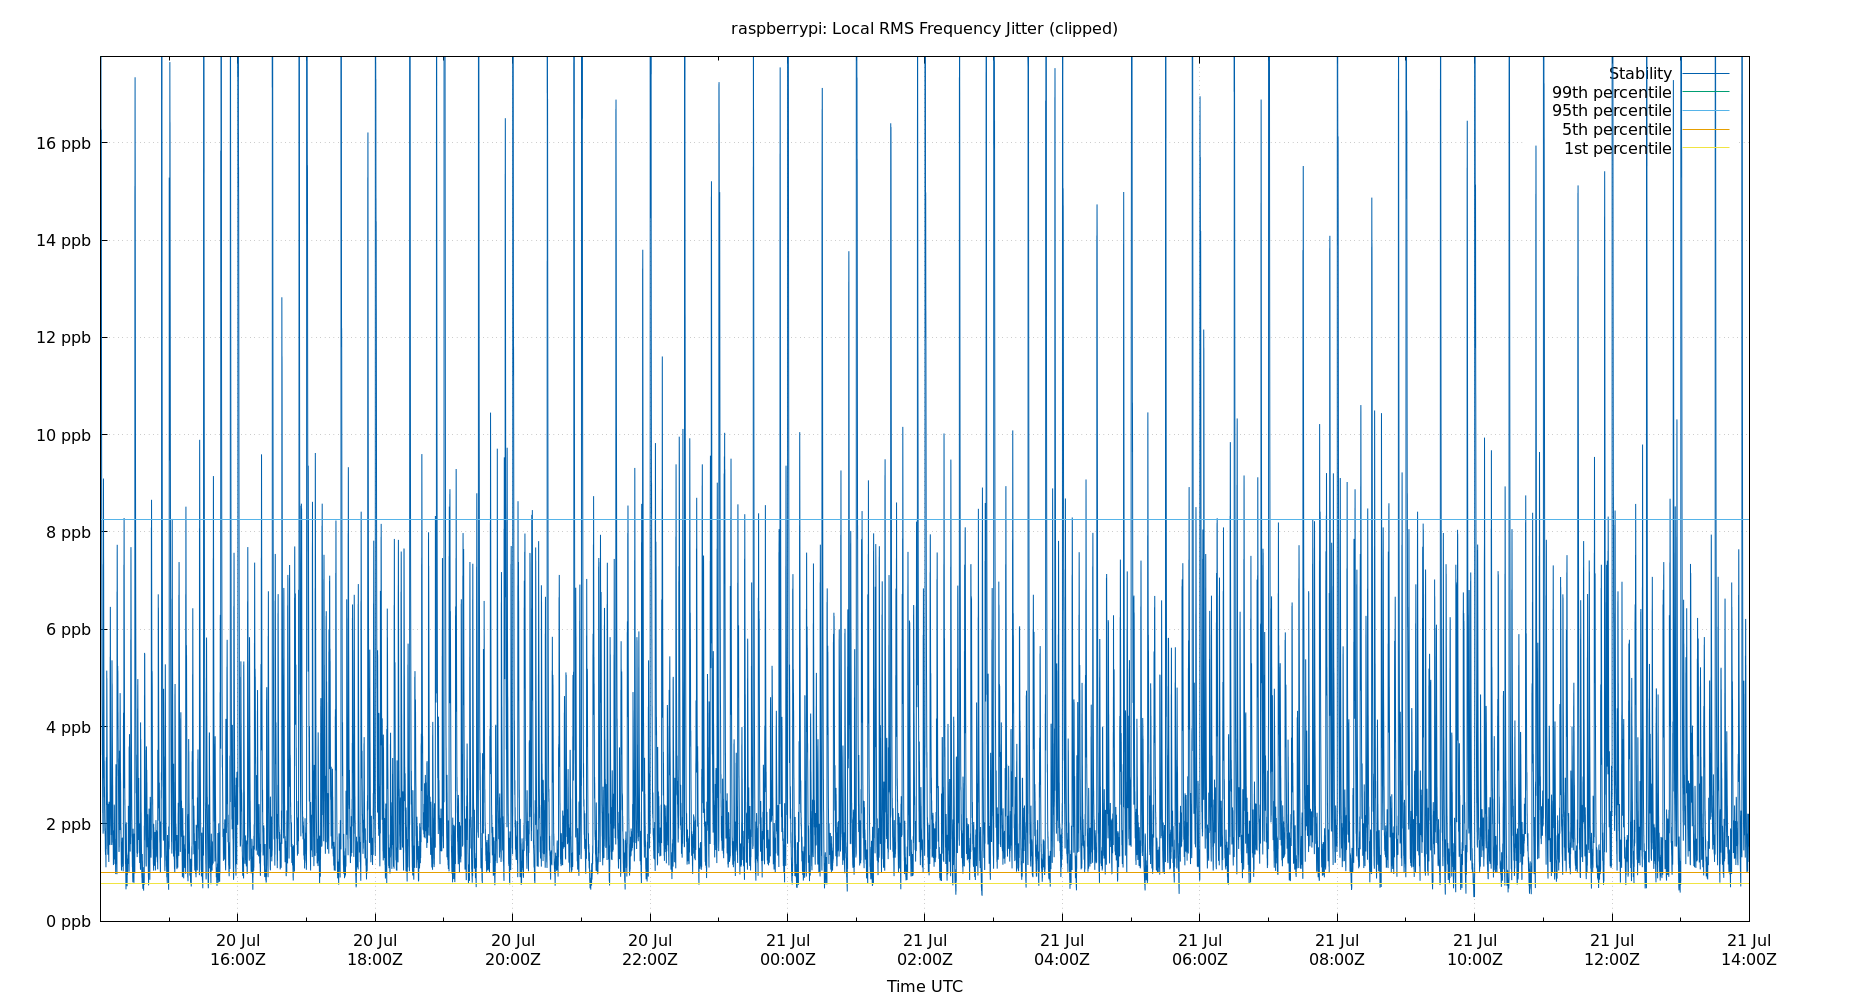 raspberrypi: Local RMS Frequency Jitter (clipped)
Stability
99th percentile
95th percentile
5th percentile
1st percentile
16 ppb
14 ppb
12 ppb
10 ppb
8 ppb
6 ppb
4 ppb
2 ppb
0 ppb
20 Jul 20 Jul 20 Jul 20 Jul 21 Jul 21 Jul 21 Jul 21 Jul 21 Jul 21 Jul 21 Jul 21 Jul
16:00Z 18:00Z 20:00Z 22:00Z 00:00Z 02:00Z 04:00Z 06:00Z 08:00Z 10:00Z 12:00Z 14:00Z
Time UTC